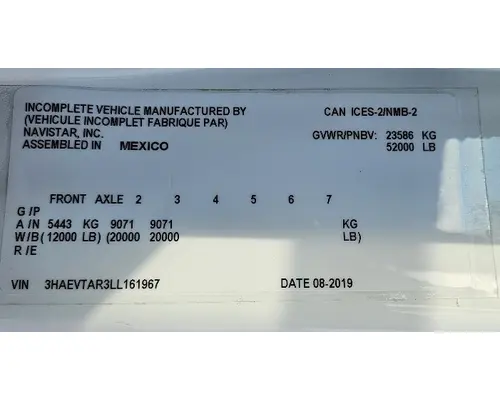 INCOMPLETE VEHICLE MANUFACTURED BY
(VEHICULE INCOMPLET FABRIQUE PAR)
NAVISTAR, INC.
ASSEMBLED IN MEXICO
CAN ICES-2/NMB-2
GVWR/PNBV: 23586 KG
52000 LB
FRONT AXLE 2 3 4 5 6 7
G/P
A/N 5443 KG 9071 9071 KG
W/B (12000 LB) (20000 20000 LB)
R/E
VIN 3HAEVTAR3LL161967 DATE 08-2019